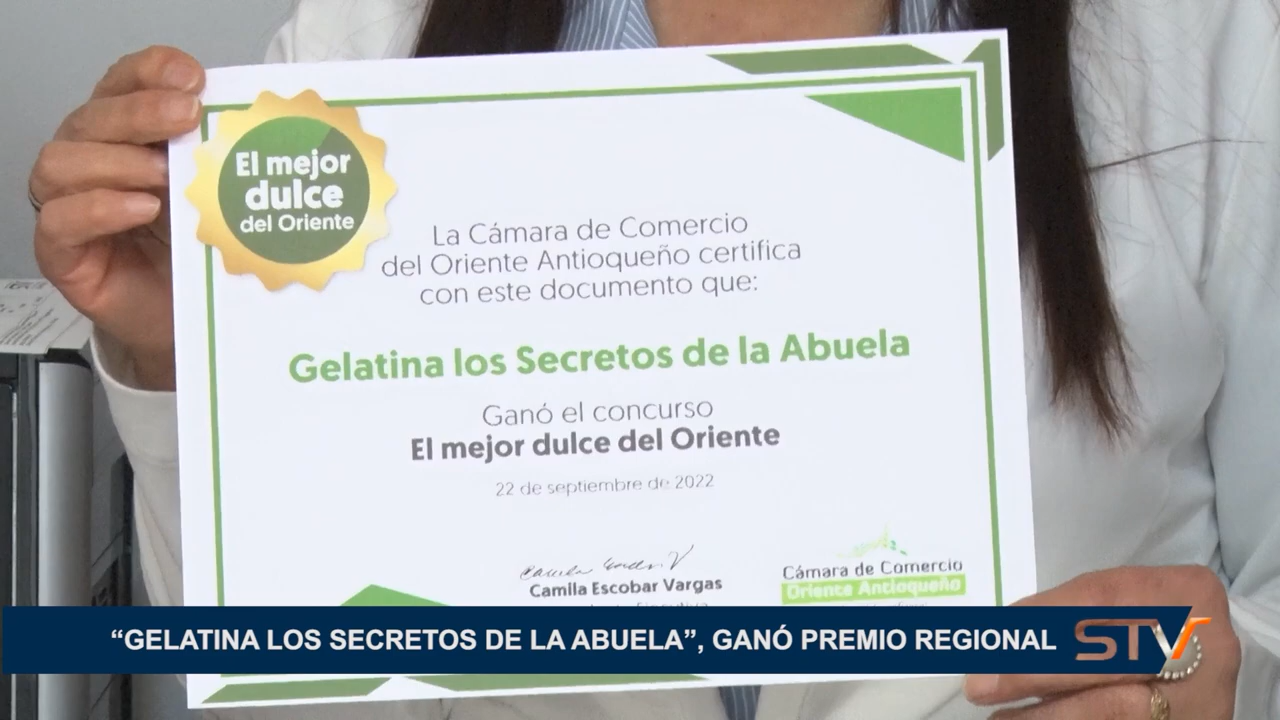 El mejor
dulce
del Oriente
La Cámara de Comercio
del Oriente Antioqueño certifica
con este documento que:
Gelatina los Secretos de la Abuela
Ganó el concurso
El mejor dulce del Oriente
22 de septiembre de 2022
Camila Escobar Vargas
Cámara de Comercio
Oriente Antioqueño
“GELATINA LOS SECRETOS DE LA ABUELA”, GANÓ PREMIO REGIONAL
STV